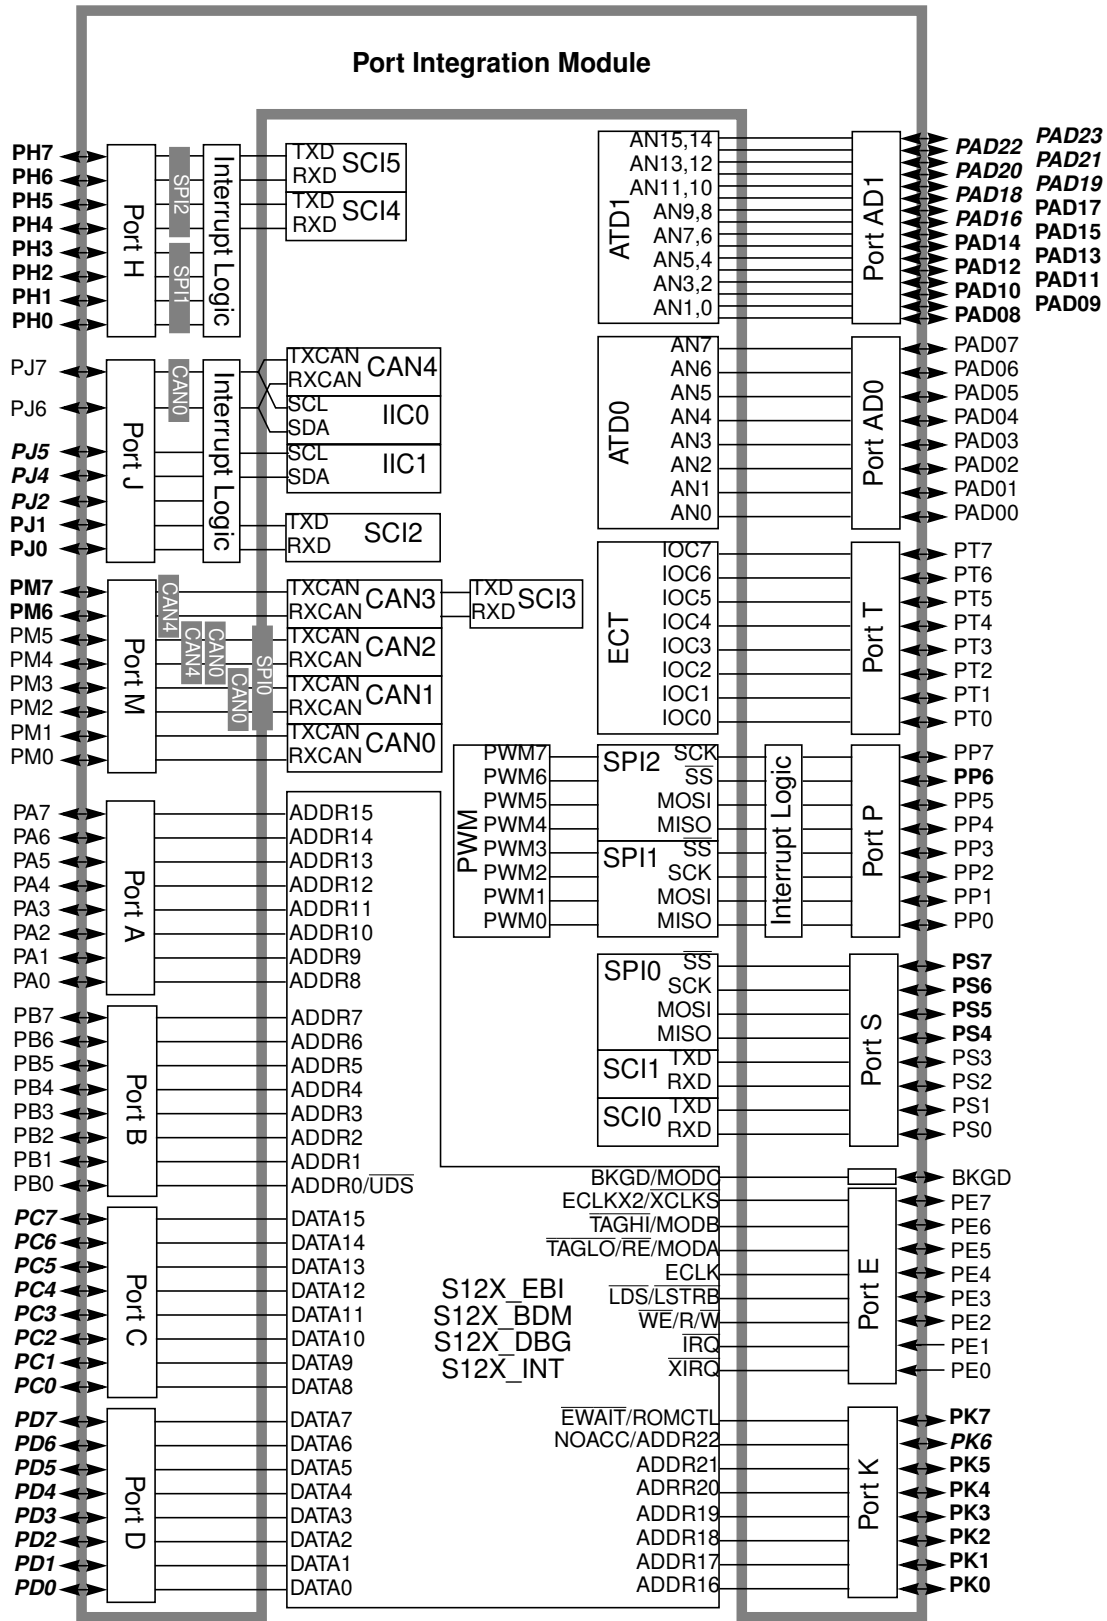 Port Integration Module
PH7
PH6
PH5
PH4
PH3
PH2
PH1
PH0
Port H
SPI2
SPI1
Interrupt Logic
TXD
RXD
SCI5
TXD
RXD
SCI4
PJ7
PJ6
PJ5
PJ4
PJ2
PJ1
PJ0
Port J
CAN0
Interrupt Logic
TXCAN
RXCAN
CAN4
SCL
SDA
IIC0
SCL
SDA
IIC1
TXD
RXD
SCI2
PM7
PM6
PM5
PM4
PM3
PM2
PM1
PM0
Port M
CAN4
CAN4
CAN0
CAN0
SPI0
TXCAN
RXCAN
CAN3
TXD
RXD
SCI3
TXCAN
RXCAN
CAN2
TXCAN
RXCAN
CAN1
TXCAN
RXCAN
CAN0
PA7
PA6
PA5
PA4
PA3
PA2
PA1
PA0
Port A
ADDR15
ADDR14
ADDR13
ADDR12
ADDR11
ADDR10
ADDR9
ADDR8
PB7
PB6
PB5
PB4
PB3
PB2
PB1
PB0
Port B
ADDR7
ADDR6
ADDR5
ADDR4
ADDR3
ADDR2
ADDR1
ADDR0/UDS
PC7
PC6
PC5
PC4
PC3
PC2
PC1
PC0
Port C
DATA15
DATA14
DATA13
DATA12
DATA11
DATA10
DATA9
DATA8
PD7
PD6
PD5
PD4
PD3
PD2
PD1
PD0
Port D
DATA7
DATA6
DATA5
DATA4
DATA3
DATA2
DATA1
DATA0
S12X_EBI
S12X_BDM
S12X_DBG
S12X_INT
ATD1
AN15,14
AN13,12
AN11,10
AN9,8
AN7,6
AN5,4
AN3,2
AN1,0
Port AD1
PAD23
PAD22
PAD21
PAD20
PAD19
PAD18
PAD17
PAD16
PAD15
PAD14
PAD13
PAD12
PAD11
PAD10
PAD09
PAD08
ATD0
AN7
AN6
AN5
AN4
AN3
AN2
AN1
AN0
Port AD0
PAD07
PAD06
PAD05
PAD04
PAD03
PAD02
PAD01
PAD00
ECT
IOC7
IOC6
IOC5
IOC4
IOC3
IOC2
IOC1
IOC0
Port T
PT7
PT6
PT5
PT4
PT3
PT2
PT1
PT0
PWM
PWM7
PWM6
PWM5
PWM4
PWM3
PWM2
PWM1
PWM0
SPI2
SCK
SS
MOSI
MISO
SPI1
SS
SCK
MOSI
MISO
Interrupt Logic
Port P
PP7
PP6
PP5
PP4
PP3
PP2
PP1
PP0
SPI0
SS
SCK
MOSI
MISO
SCI1
TXD
RXD
SCI0
TXD
RXD
Port S
PS7
PS6
PS5
PS4
PS3
PS2
PS1
PS0
BKGD/MODC
BKGD
ECLKX2/XCLKS
TAGHI/MODB
TAGLO/RE/MODA
ECLK
LDS/LSTRB
WE/R/W
IRQ
XIRQ
Port E
PE7
PE6
PE5
PE4
PE3
PE2
PE1
PE0
EWAIT/ROMCTL
NOACC/ADDR22
ADDR21
ADRR20
ADDR19
ADDR18
ADDR17
ADDR16
Port K
PK7
PK6
PK5
PK4
PK3
PK2
PK1
PK0